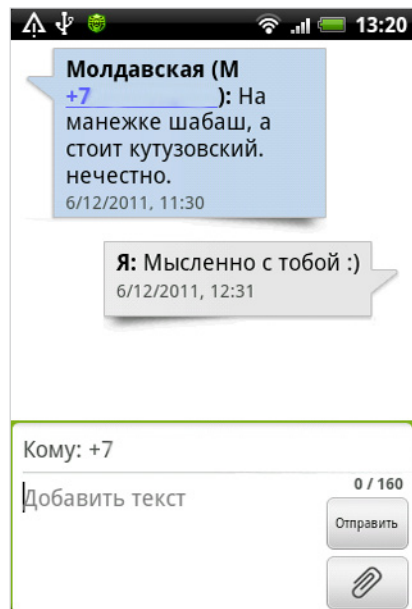 13:20
Молдавская (М
+7 ): На
манежке шабаш, а
стоит кутузовский.
нечестно.
6/12/2011, 11:30
Я: Мысленно с тобой :)
6/12/2011, 12:31
Кому: +7
0 / 160
Добавить текст
Отправить